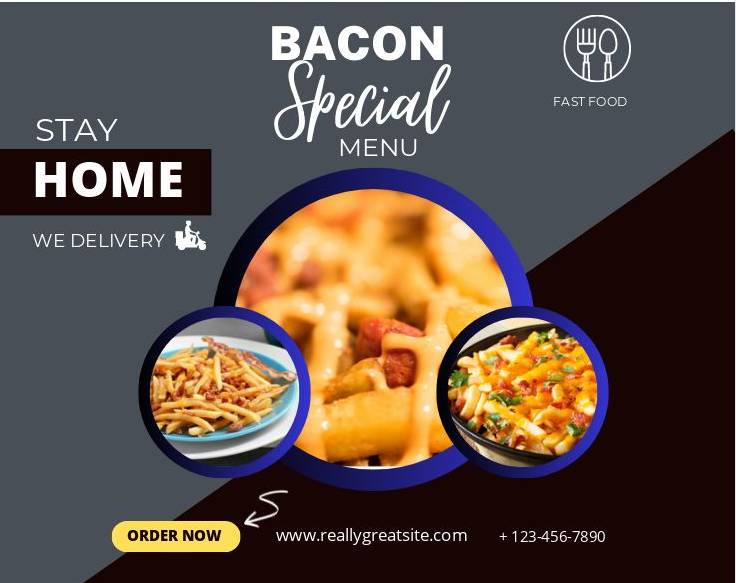 BACON
Special
MENU
FAST FOOD
STAY
HOME
WE DELIVERY
ORDER NOW
www.reallygreatsite.com
+ 123-456-7890